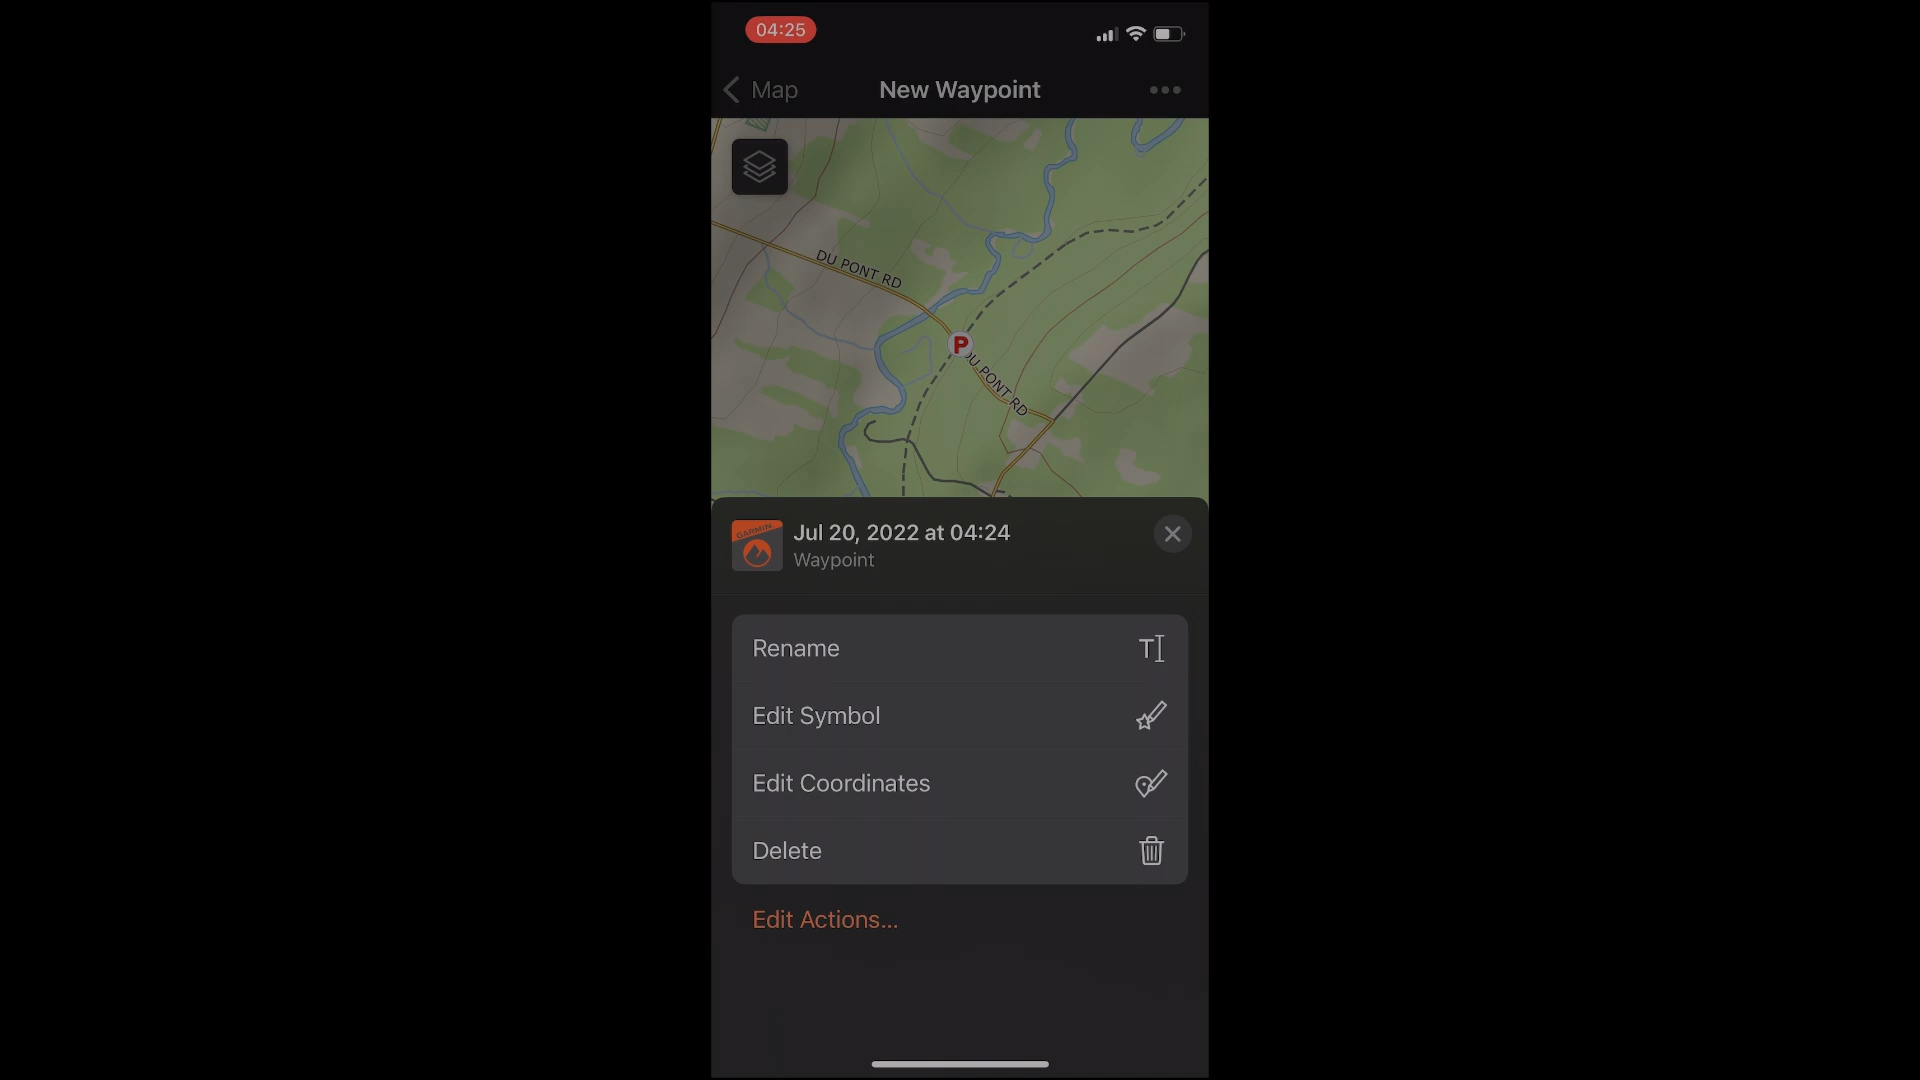 04:25
Map
New Waypoint
DU PONT RD
P
DU PONT RD
GARMIN
Jul 20, 2022 at 04:24
Waypoint
Rename
Edit Symbol
Edit Coordinates
Delete
Edit Actions...